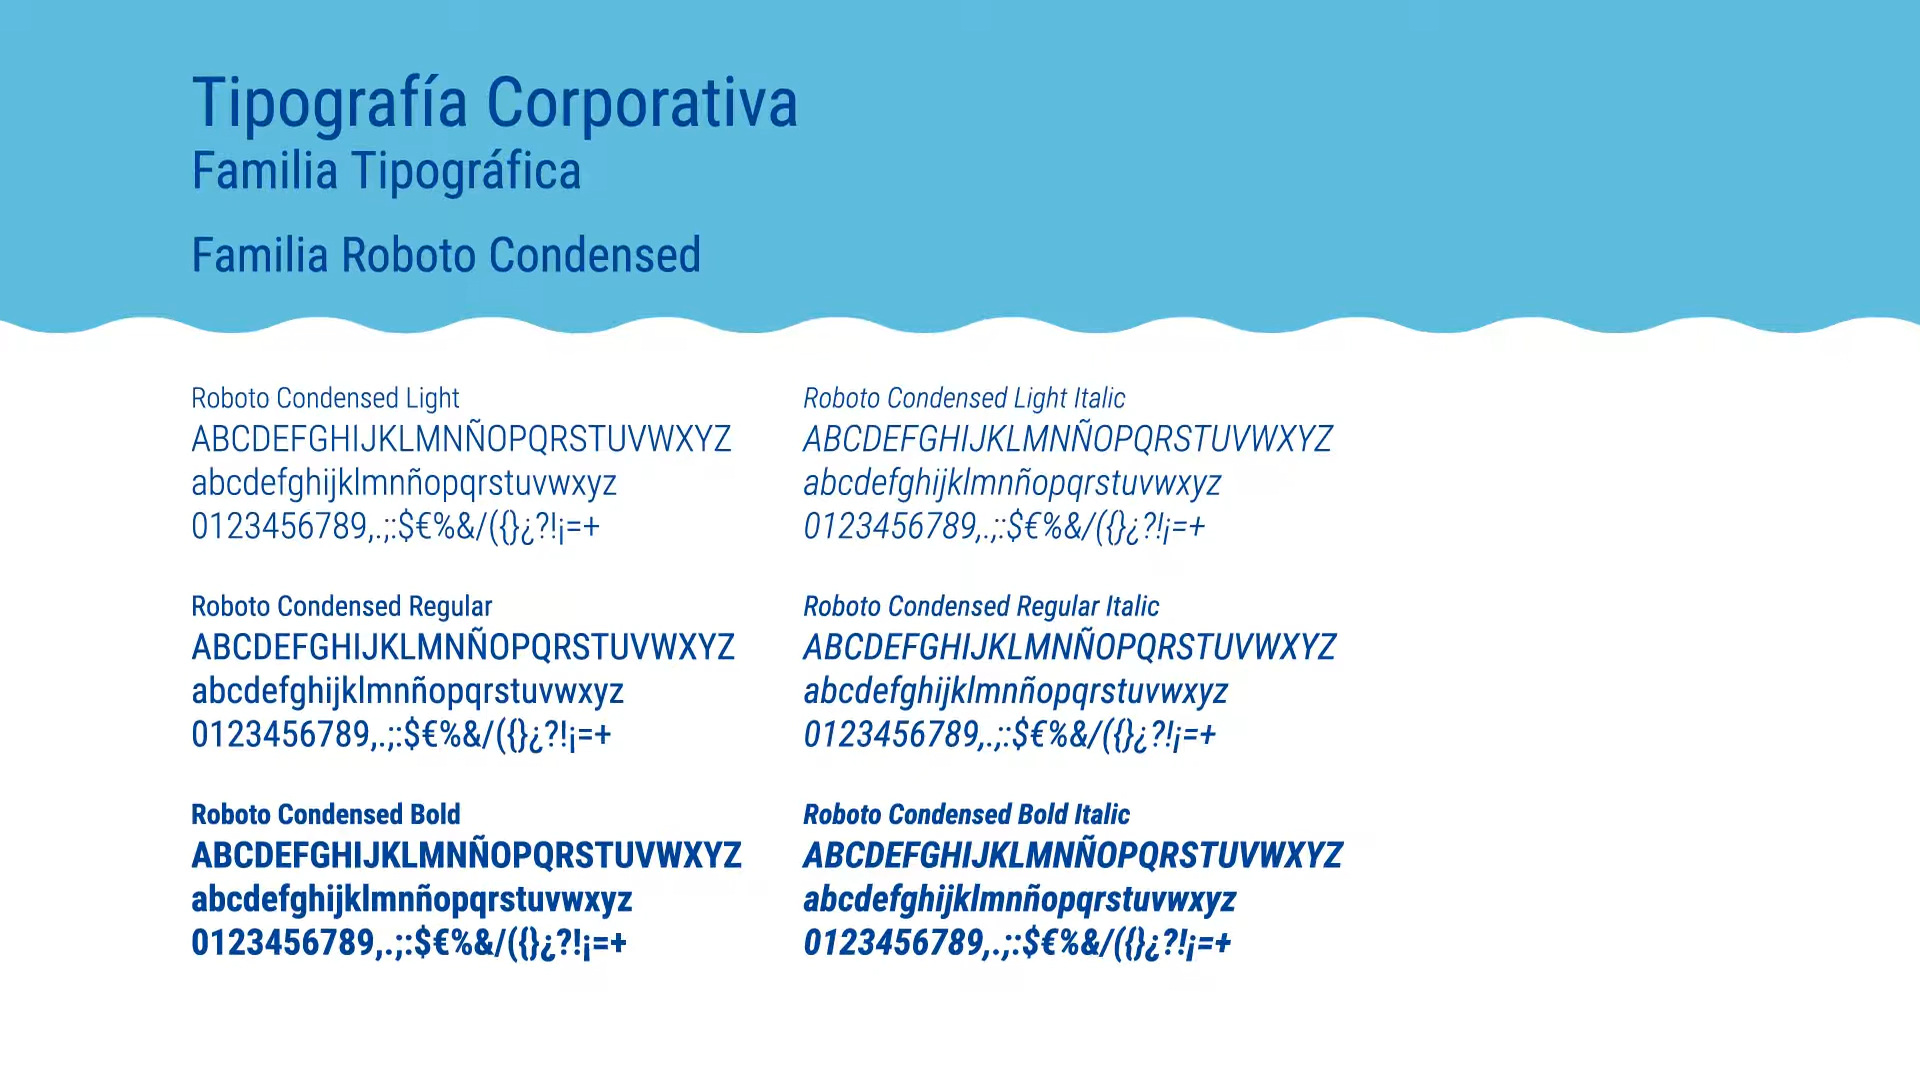 Tipografía Corporativa
Familia Tipográfica
Familia Roboto Condensed
Roboto Condensed Light
ABCDEFGHIJKLMNÑOPQRSTUVWXYZ
abcdefghijklmnñopqrstuvwxyz
0123456789,.;:$€%&/({}¿?!¡=+
Roboto Condensed Light Italic
ABCDEFGHIJKLMNÑOPQRSTUVWXYZ
abcdefghijklmnñopqrstuvwxyz
0123456789,.;:$€%&/({}¿?!¡=+
Roboto Condensed Regular
ABCDEFGHIJKLMNÑOPQRSTUVWXYZ
abcdefghijklmnñopqrstuvwxyz
0123456789,.;:$€%&/({}¿?!¡=+
Roboto Condensed Regular Italic
ABCDEFGHIJKLMNÑOPQRSTUVWXYZ
abcdefghijklmnñopqrstuvwxyz
0123456789,.;:$€%&/({}¿?!¡=+
Roboto Condensed Bold
ABCDEFGHIJKLMNÑOPQRSTUVWXYZ
abcdefghijklmnñopqrstuvwxyz
0123456789,.;:$€%&/({}¿?!¡=+
Roboto Condensed Bold Italic
ABCDEFGHIJKLMNÑOPQRSTUVWXYZ
abcdefghijklmnñopqrstuvwxyz
0123456789,.;:$€%&/({}¿?!¡=+